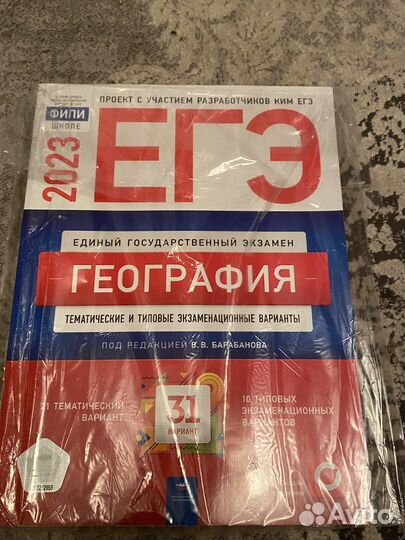 ПРОЕКТ С УЧАСТИЕМ РАЗРАБОТЧИКОВ КИМ ЕГЭ
ФИПИ
ШКОЛЕ
2023
ЕГЭ
ЕДИНЫЙ ГОСУДАРСТВЕННЫЙ ЭКЗАМЕН
ГЕОГРАФИЯ
ТЕМАТИЧЕСКИЕ И ТИПОВЫЕ ЭКЗАМЕНАЦИОННЫЕ ВАРИАНТЫ
ПОД РЕДАКЦИЕЙ В.В. БАРАБАНОВА
21 ТЕМАТИЧЕСКИЙ
ВАРИАНТ
31
ВАРИАНТ
10 ТИПОВЫХ
ЭКЗАМЕНАЦИОННЫХ
ВАРИАНТОВ
Avito